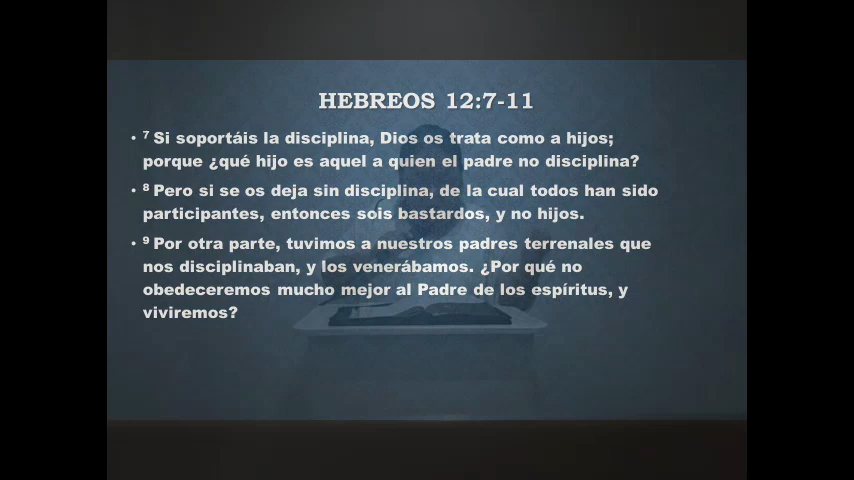 HEBREOS 12:7-11
• 7 Si soportáis la disciplina, Dios os trata como a hijos;
porque ¿qué hijo es aquel a quien el padre no disciplina?
• 8 Pero si se os deja sin disciplina, de la cual todos han sido
participantes, entonces sois bastardos, y no hijos.
• 9 Por otra parte, tuvimos a nuestros padres terrenales que
nos disciplinaban, y los venerábamos. ¿Por qué no
obedeceremos mucho mejor al Padre de los espíritus, y
viviremos?